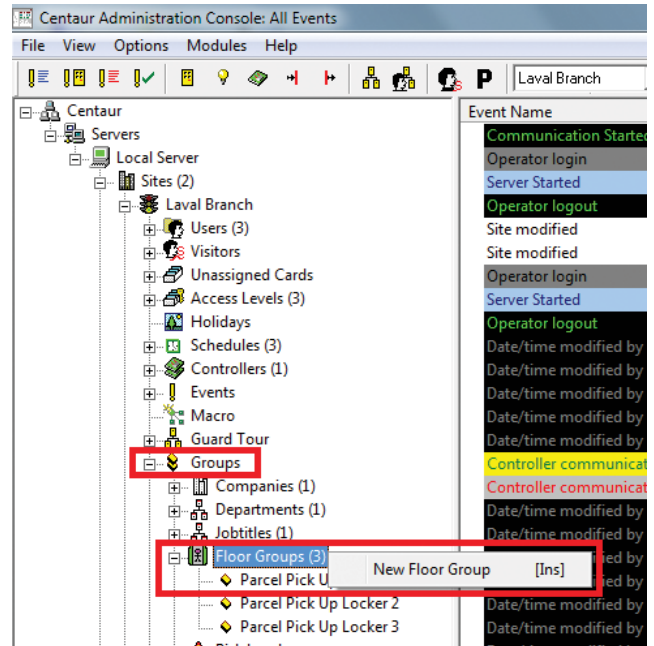 Centaur Administration Console: All Events
File View Options Modules Help
P Laval Branch
Centaur
Servers
Local Server
Sites (2)
Laval Branch
Users (3)
Visitors
Unassigned Cards
Access Levels (3)
Holidays
Schedules (3)
Controllers (1)
Events
Macro
Guard Tour
Groups
Companies (1)
Departments (1)
Jobtitles (1)
Floor Groups (3)
New Floor Group [Ins]
Parcel Pick U
Parcel Pick Up Locker 2
Parcel Pick Up Locker 3
Event Name
Communication Started
Operator login
Server Started
Operator logout
Site modified
Site modified
Operator login
Server Started
Operator logout
Date/time modified by
Date/time modified by
Date/time modified by
Date/time modified by
Date/time modified by
Controller communicat
Controller communicat
Date/time modified by
Date/time modified by
ied by
ied by
Date/time modified by
Date/time modified by